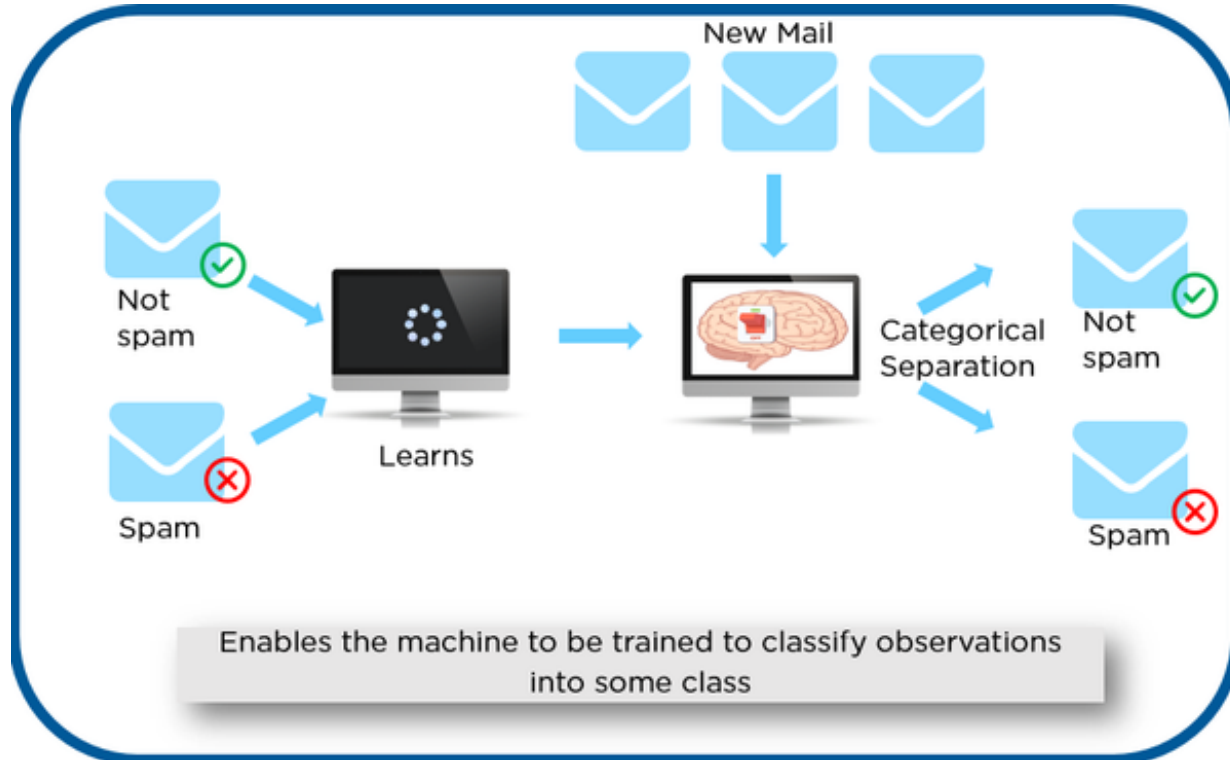 New Mail
Not
spam
Spam
Learns
Categorical
Separation
Not
spam
Spam
Enables the machine to be trained to classify observations
into some class